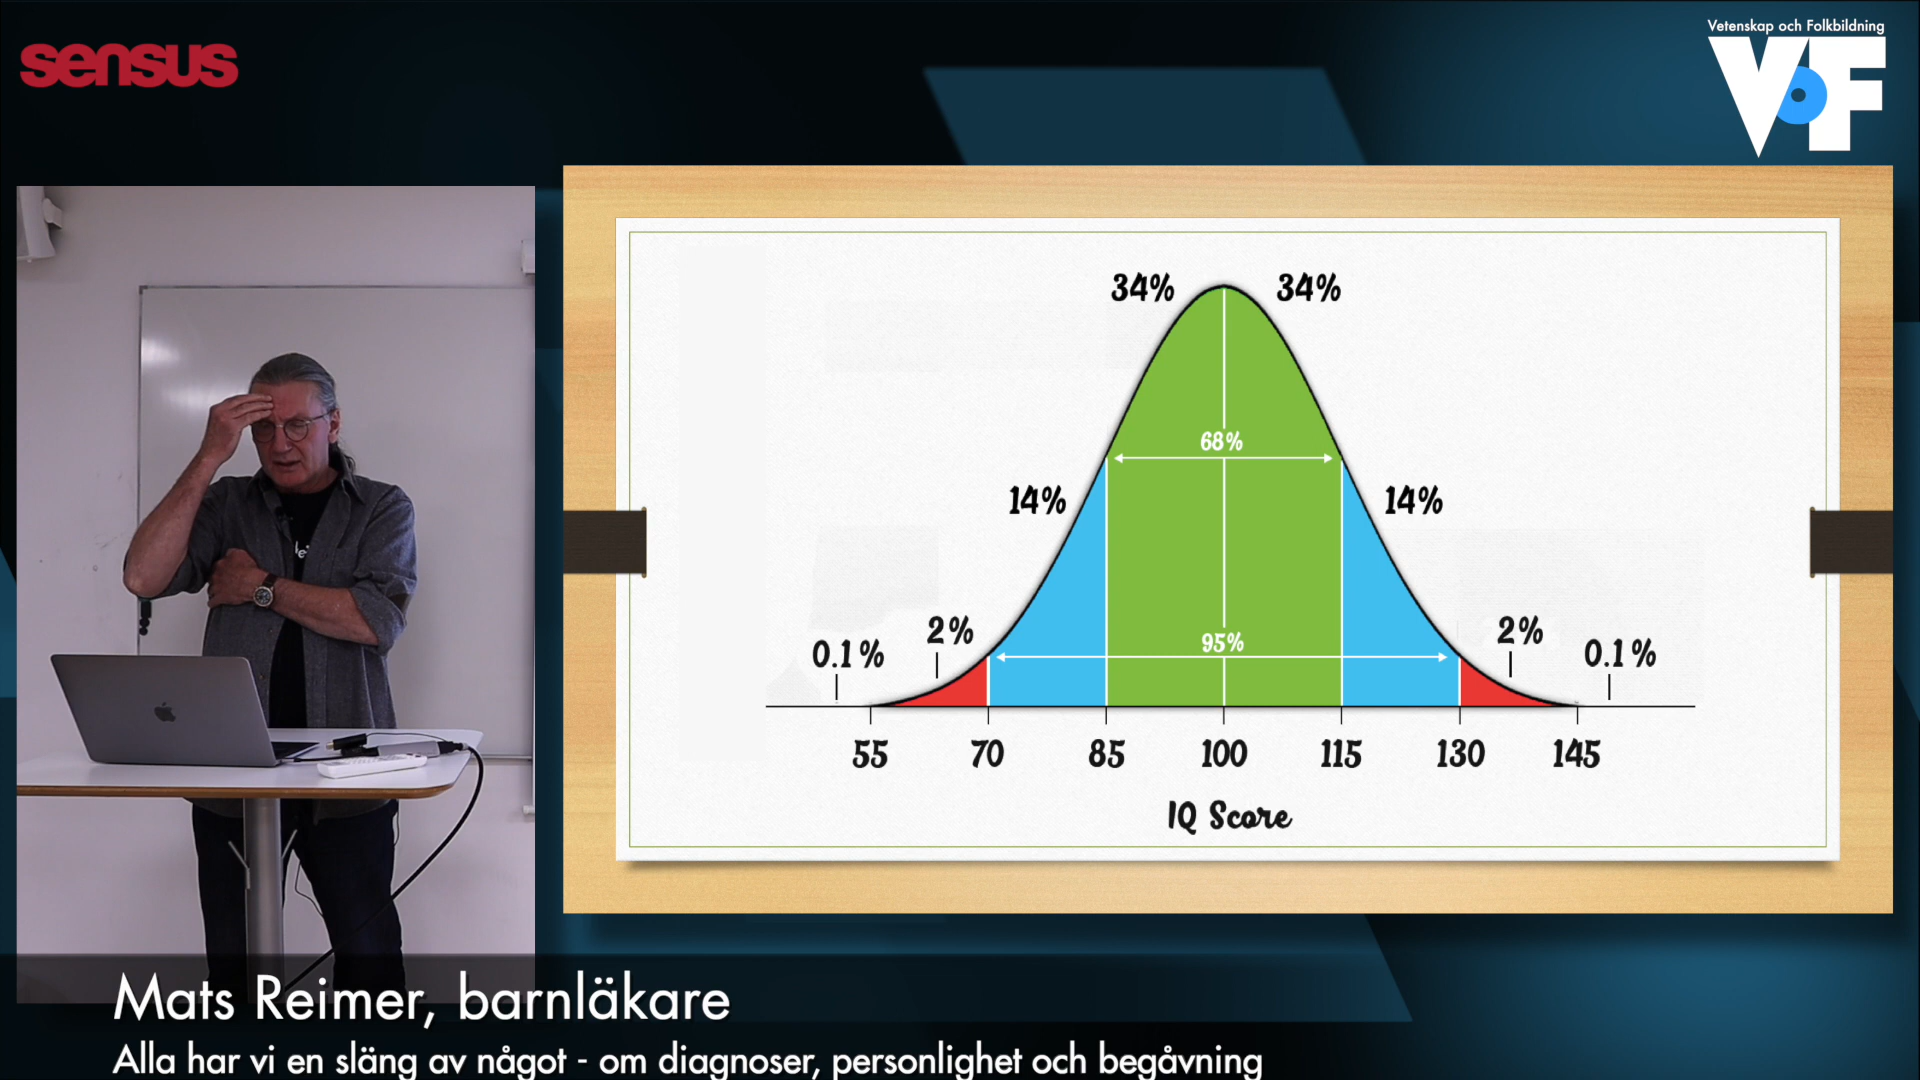 sensus
Vetenskap och Folkbildning
VoF
34% 34%
68%
14% 14%
95%
2% 2%
0.1% 0.1%
55 70 85 100 115 130 145
IQ Score
Mats Reimer, barnläkare
Alla har vi en släng av något - om diagnoser, personlighet och begåvning